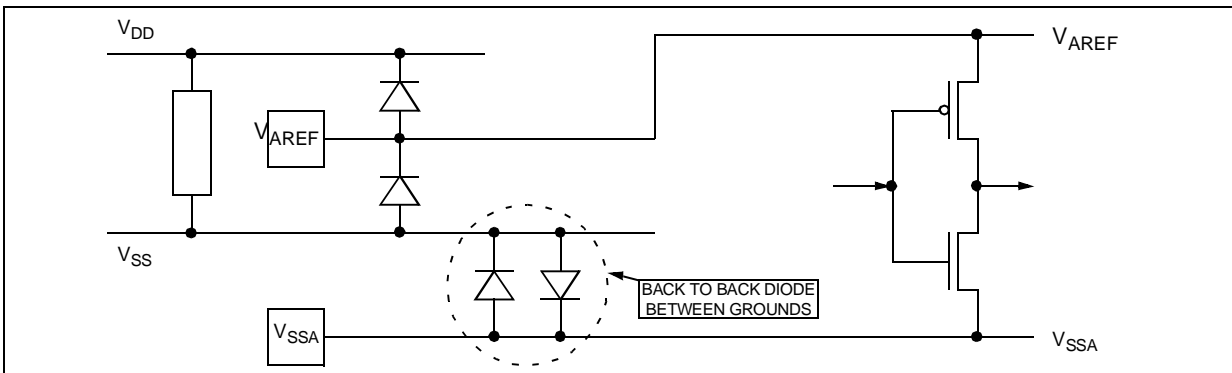 VDD
VAREF
VAREF
VSS
BACK TO BACK DIODE
BETWEEN GROUNDS
VSSA
VSSA